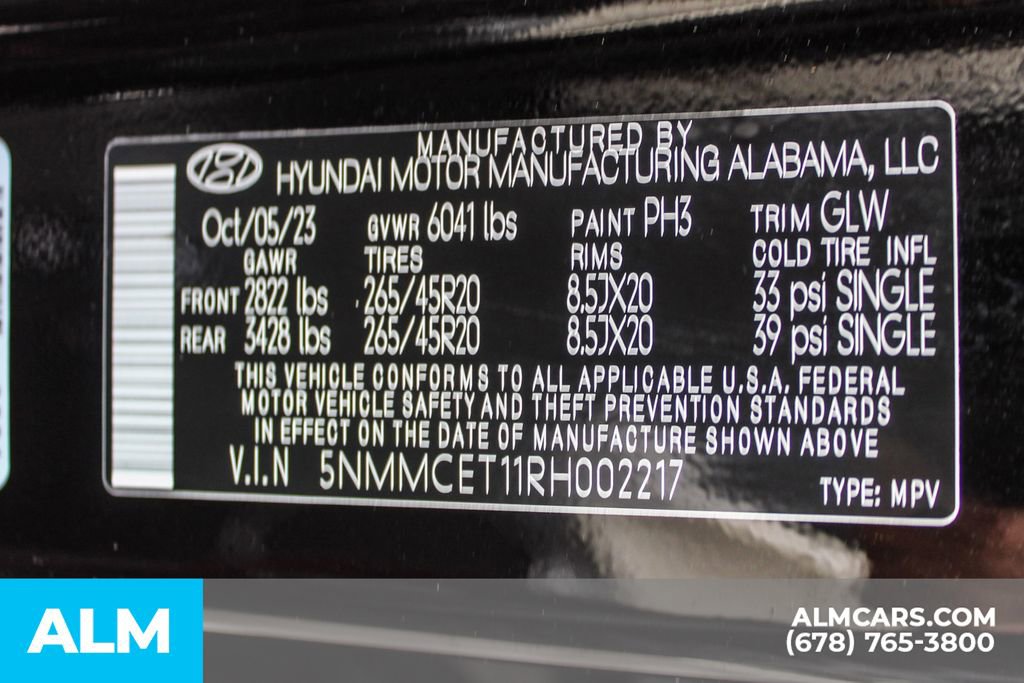 MANUFACTURED BY
HYUNDAI MOTOR MANUFACTURING ALABAMA, LLC
Oct/05/23 GVWR 6041 lbs PAINT PH3 TRIM GLW
GAWR TIRES RIMS COLD TIRE INFL
FRONT 2822 lbs 265/45R20 8.5JX20 33 psi SINGLE
REAR 3428 lbs 265/45R20 8.5JX20 39 psi SINGLE
THIS VEHICLE CONFORMS TO ALL APPLICABLE U.S.A. FEDERAL
MOTOR VEHICLE SAFETY AND THEFT PREVENTION STANDARDS
IN EFFECT ON THE DATE OF MANUFACTURE SHOWN ABOVE
V.I.N 5NMMCET11RH002217 TYPE: MPV
ALM
ALMCARS.COM
(678) 765-3800